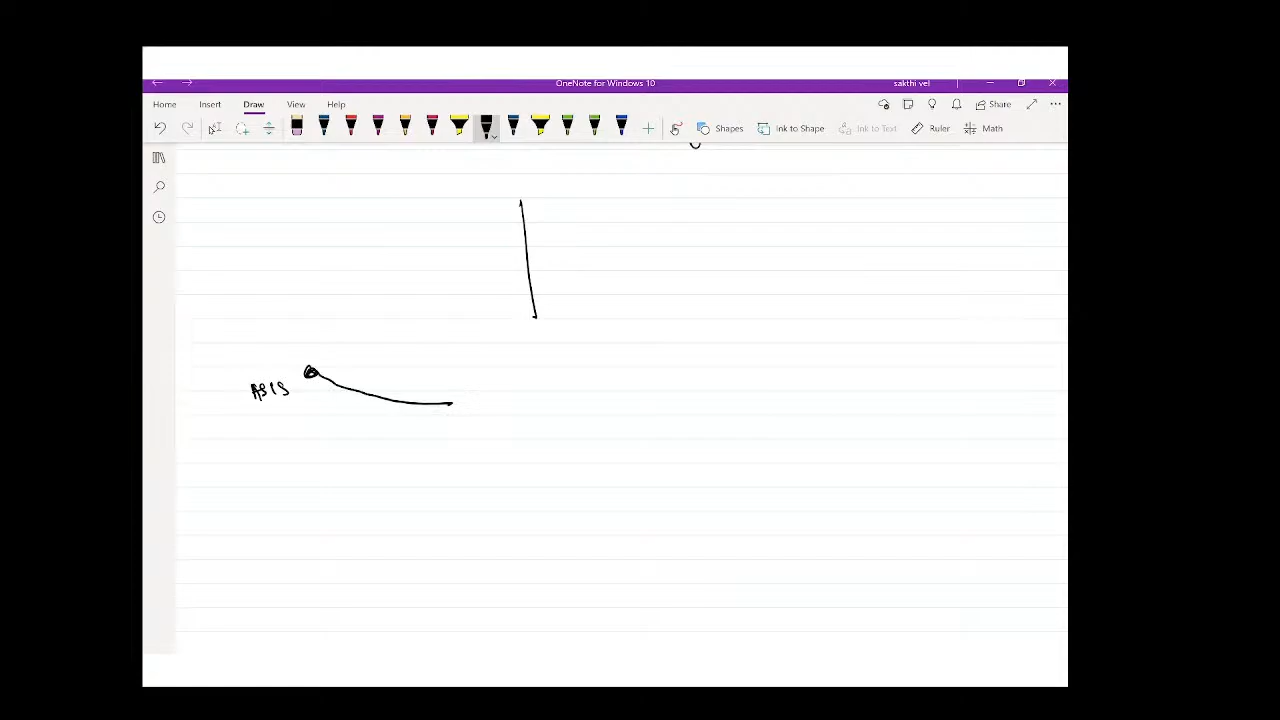 OneNote for Windows 10
sakthi vel
Home Insert Draw View Help
Share
Shapes Ink to Shape Ink to Text Ruler Math
ASIS